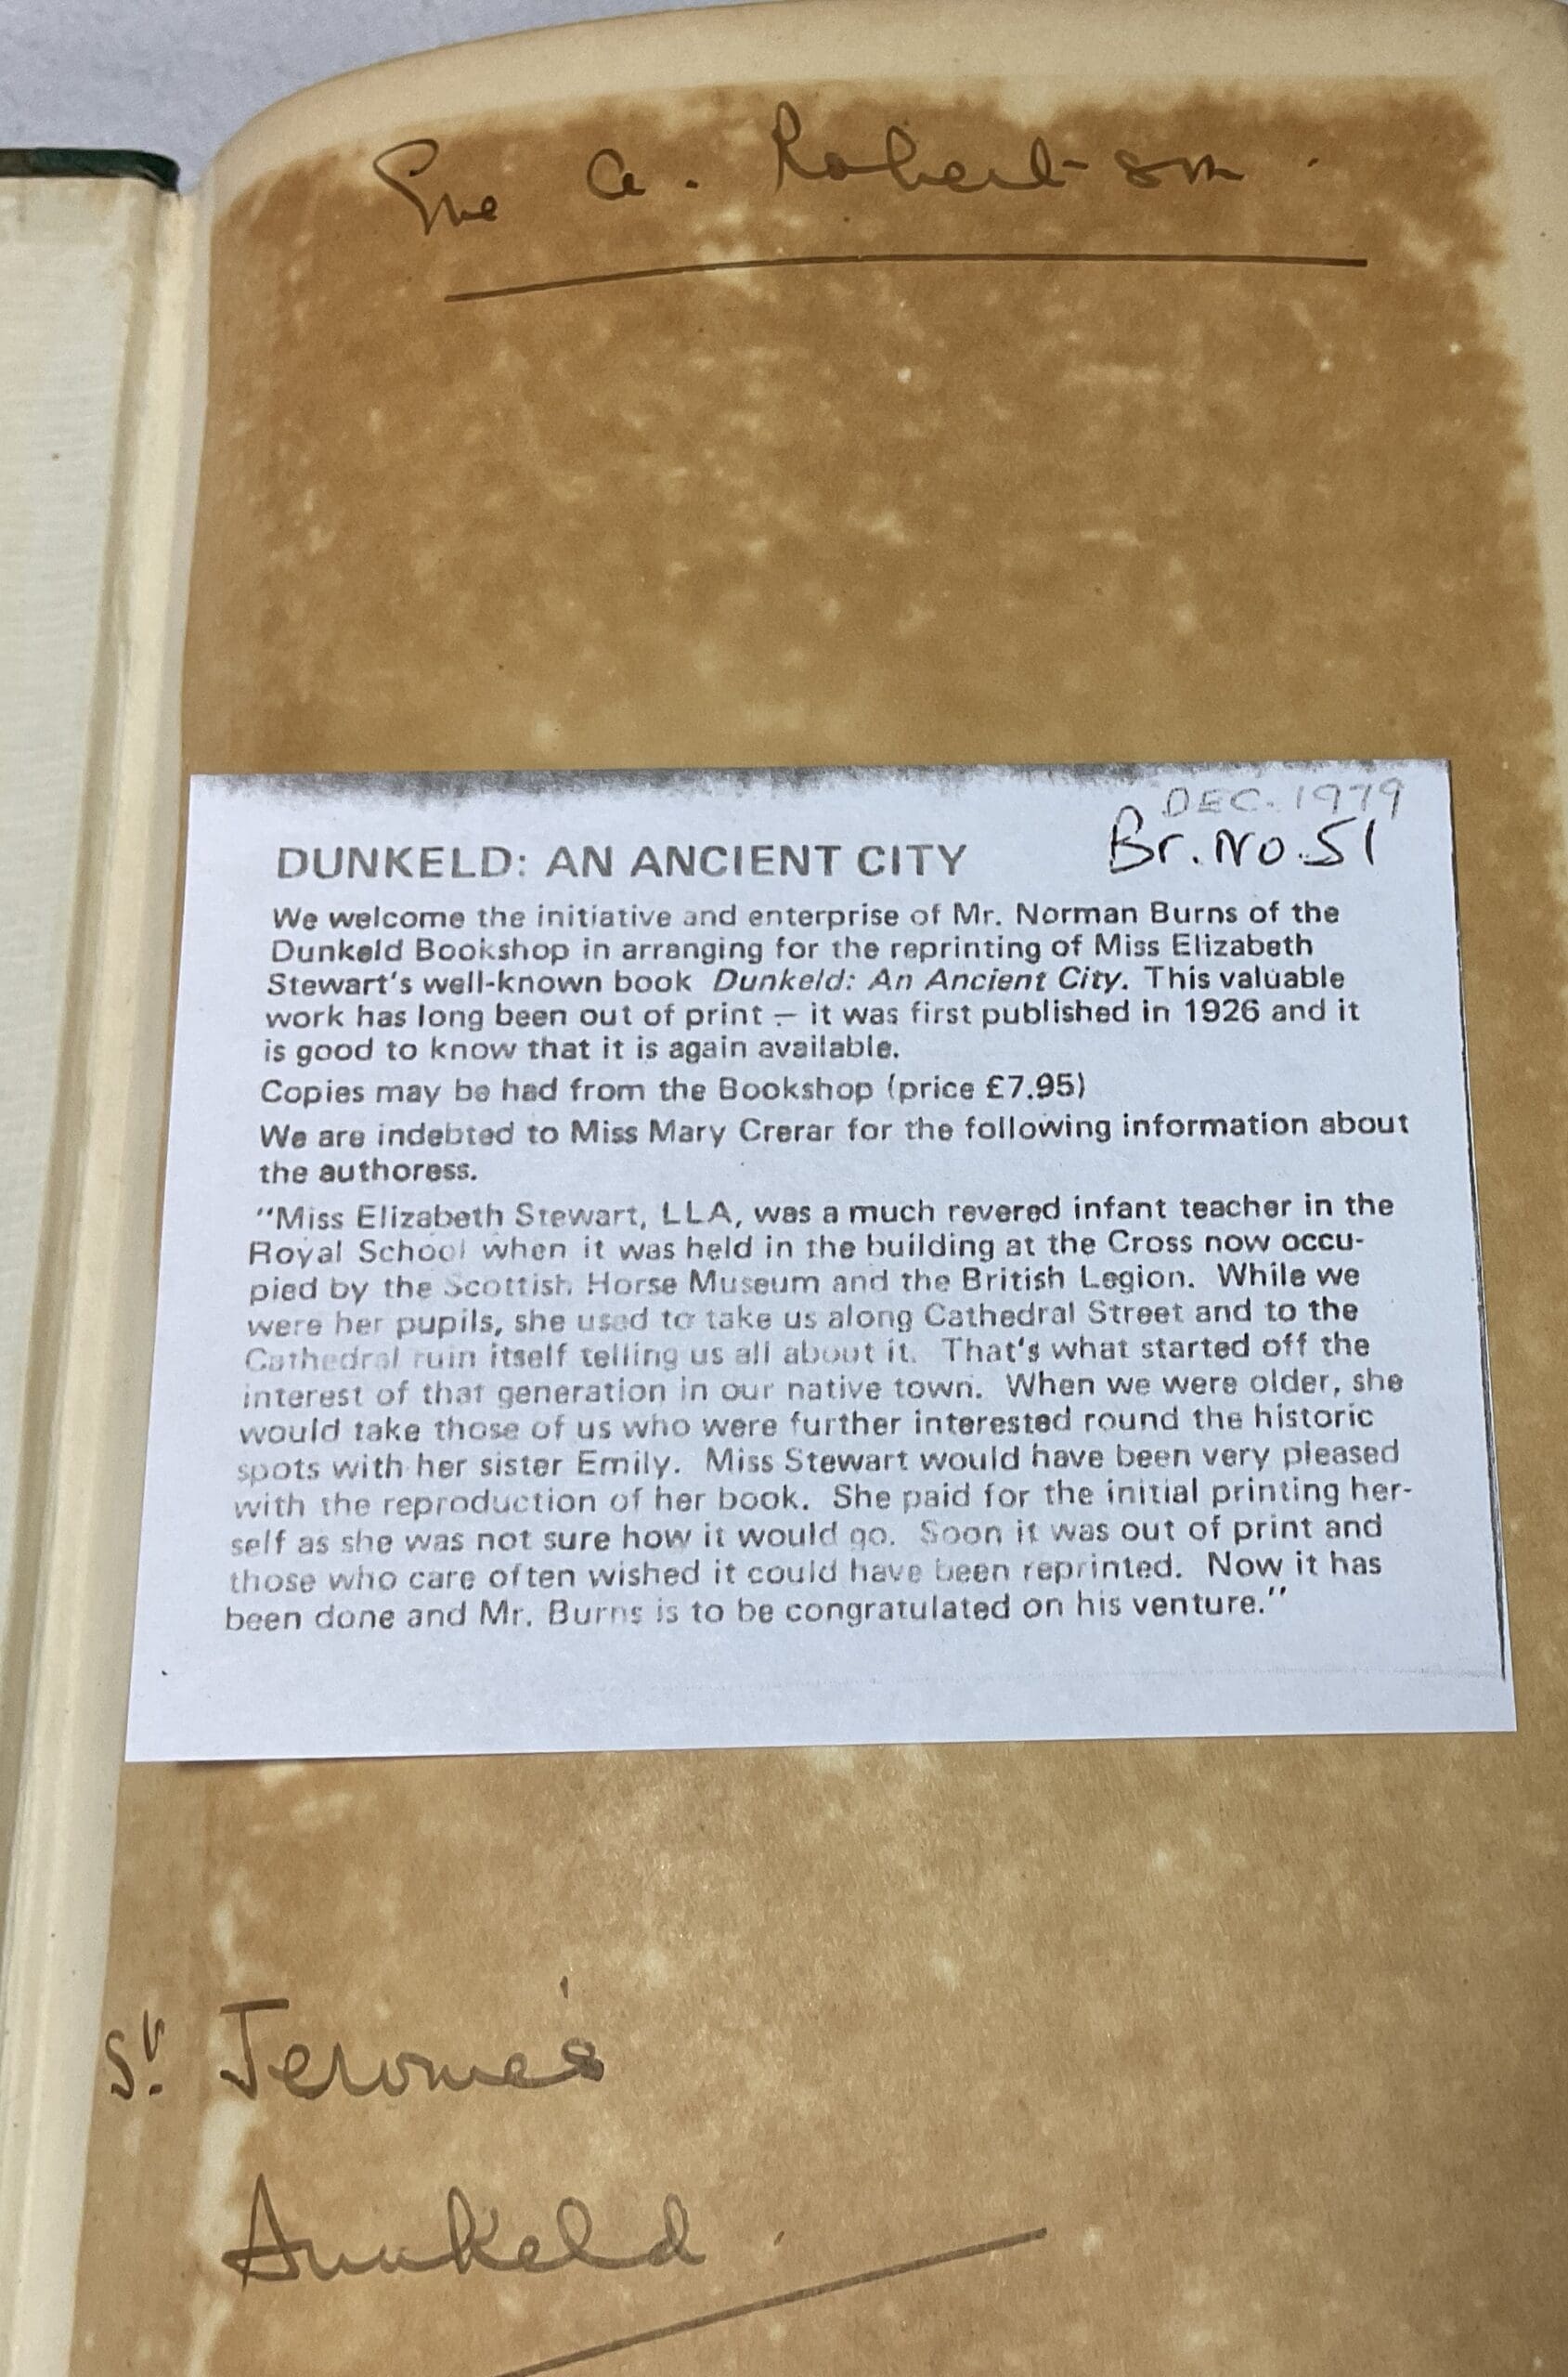 Eve A. Robertson.
DEC. 1979
Br. No. 51
DUNKELD: AN ANCIENT CITY
We welcome the initiative and enterprise of Mr. Norman Burns of the
Dunkeld Bookshop in arranging for the reprinting of Miss Elizabeth
Stewart's well-known book Dunkeld: An Ancient City. This valuable
work has long been out of print — it was first published in 1926 and it
is good to know that it is again available.
Copies may be had from the Bookshop (price £7.95)
We are indebted to Miss Mary Crerar for the following information about
the authoress.
"Miss Elizabeth Stewart, LLA, was a much revered infant teacher in the
Royal School when it was held in the building at the Cross now occu-
pied by the Scottish Horse Museum and the British Legion. While we
were her pupils, she used to take us along Cathedral Street and to the
Cathedral ruin itself telling us all about it. That's what started off the
interest of that generation in our native town. When we were older, she
would take those of us who were further interested round the historic
spots with her sister Emily. Miss Stewart would have been very pleased
with the reproduction of her book. She paid for the initial printing her-
self as she was not sure how it would go. Soon it was out of print and
those who care often wished it could have been reprinted. Now it has
been done and Mr. Burns is to be congratulated on his venture."
St. Jerome's
Dunkeld.